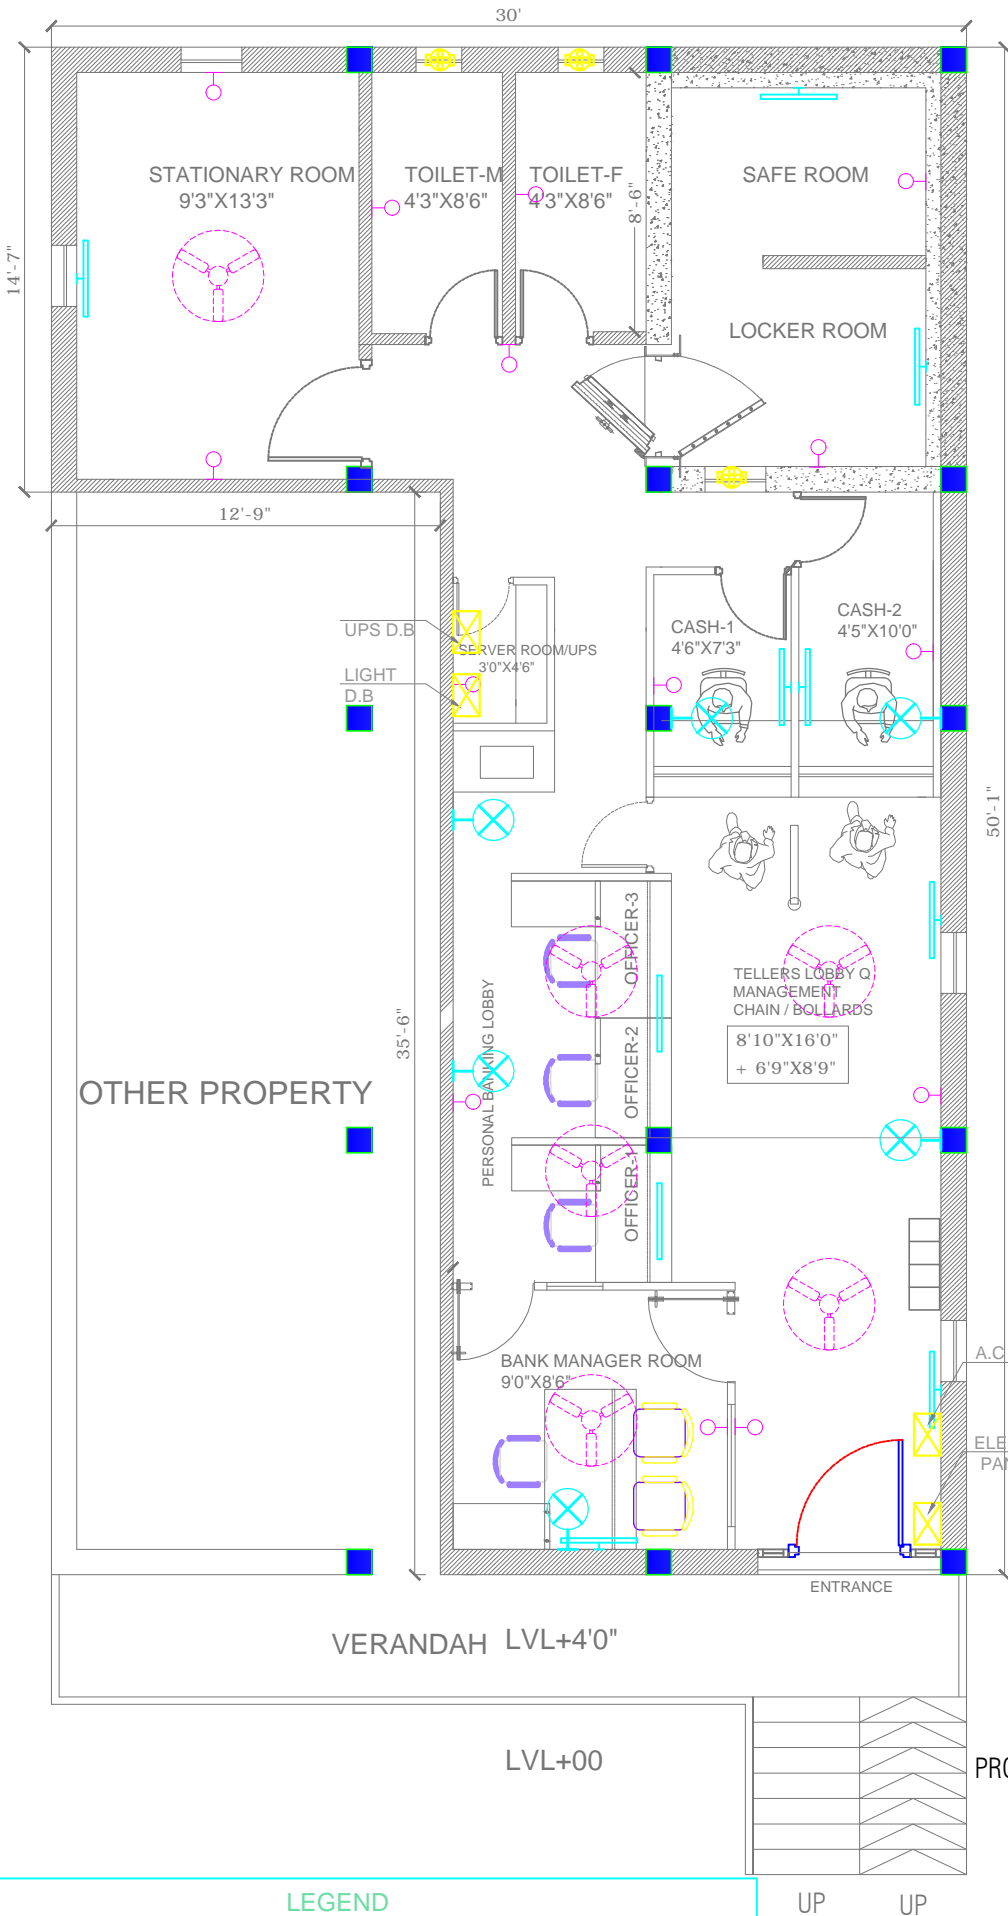 30'
STATIONARY ROOM
9'3"X13'3"
TOILET-M
4'3"X8'6"
TOILET-F
4'3"X8'6"
8'-6"
SAFE ROOM
LOCKER ROOM
14'-7"
12'-9"
UPS D.B
SERVER ROOM/UPS
3'0"X4'6"
LIGHT
D.B
CASH-1
4'6"X7'3"
CASH-2
4'5"X10'0"
50'-1"
35'-6"
OTHER PROPERTY
PERSONAL BANKING LOBBY
OFFICER-3
OFFICER-2
OFFICER-1
TELLERS LOBBY Q
MANAGEMENT
CHAIN / BOLLARDS
8'10"X16'0"
+ 6'9"X8'9"
BANK MANAGER ROOM
9'0"X8'6"
A.C
ELE
PAN
ENTRANCE
VERANDAH LVL+4'0"
LVL+00
PRO
LEGEND
UP
UP